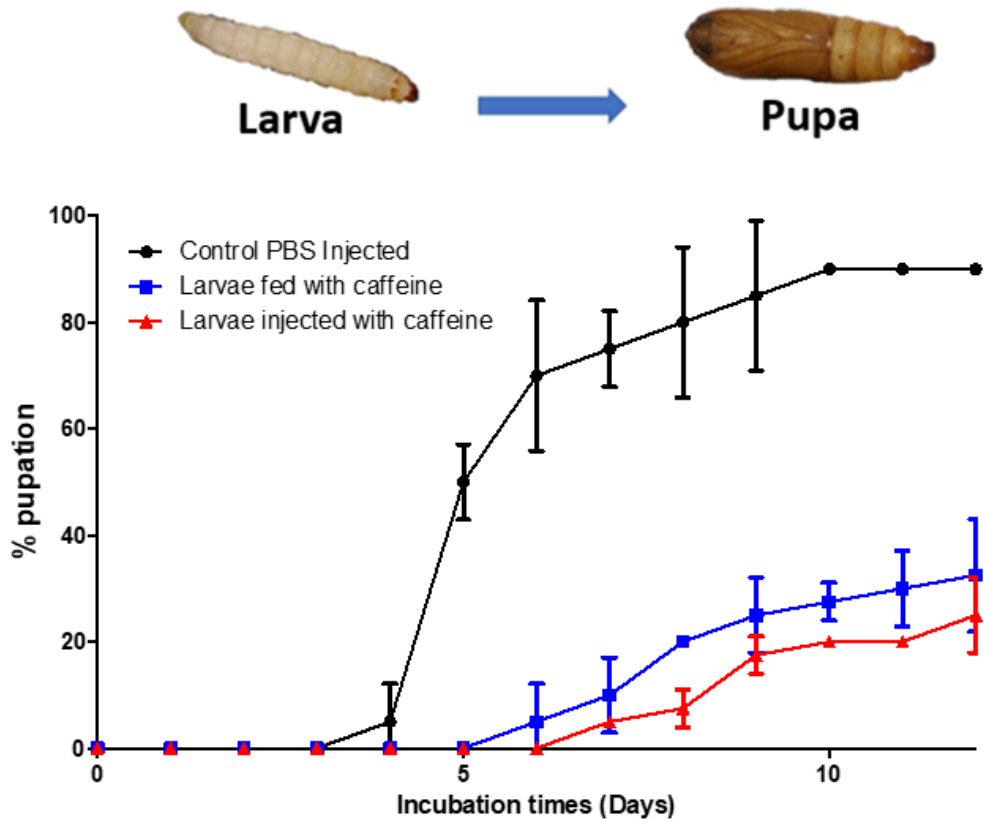 Larva
Pupa
100
80
60
40
20
0
% pupation
Control PBS Injected
Larvae fed with caffeine
Larvae injected with caffeine
0 5 10
Incubation times (Days)